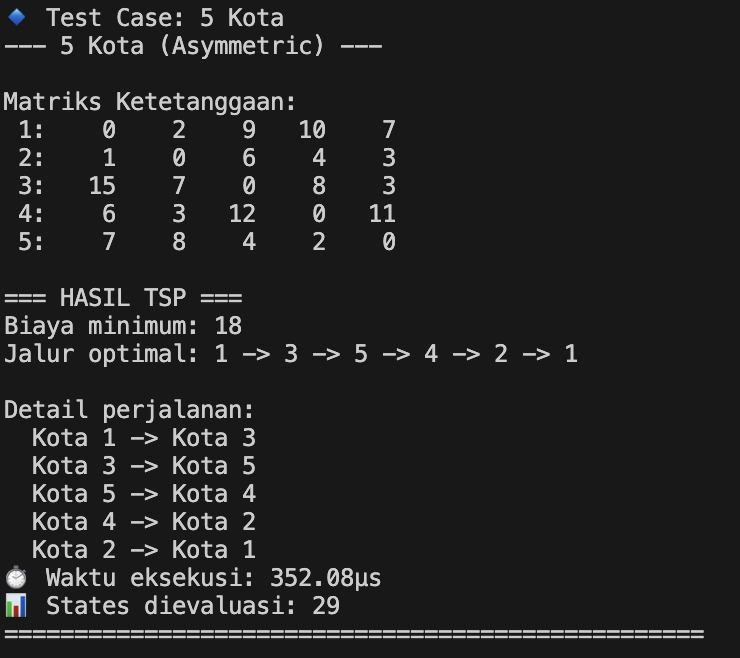 🔹 Test Case: 5 Kota
--- 5 Kota (Asymmetric) ---
Matriks Ketetanggaan:
1: 0 2 9 10 7
2: 1 0 6 4 3
3: 15 7 0 8 3
4: 6 3 12 0 11
5: 7 8 4 2 0
=== HASIL TSP ===
Biaya minimum: 18
Jalur optimal: 1 -> 3 -> 5 -> 4 -> 2 -> 1
Detail perjalanan:
Kota 1 -> Kota 3
Kota 3 -> Kota 5
Kota 5 -> Kota 4
Kota 4 -> Kota 2
Kota 2 -> Kota 1
⏱️ Waktu eksekusi: 352.08µs
📊 States dievaluasi: 29
==================================================